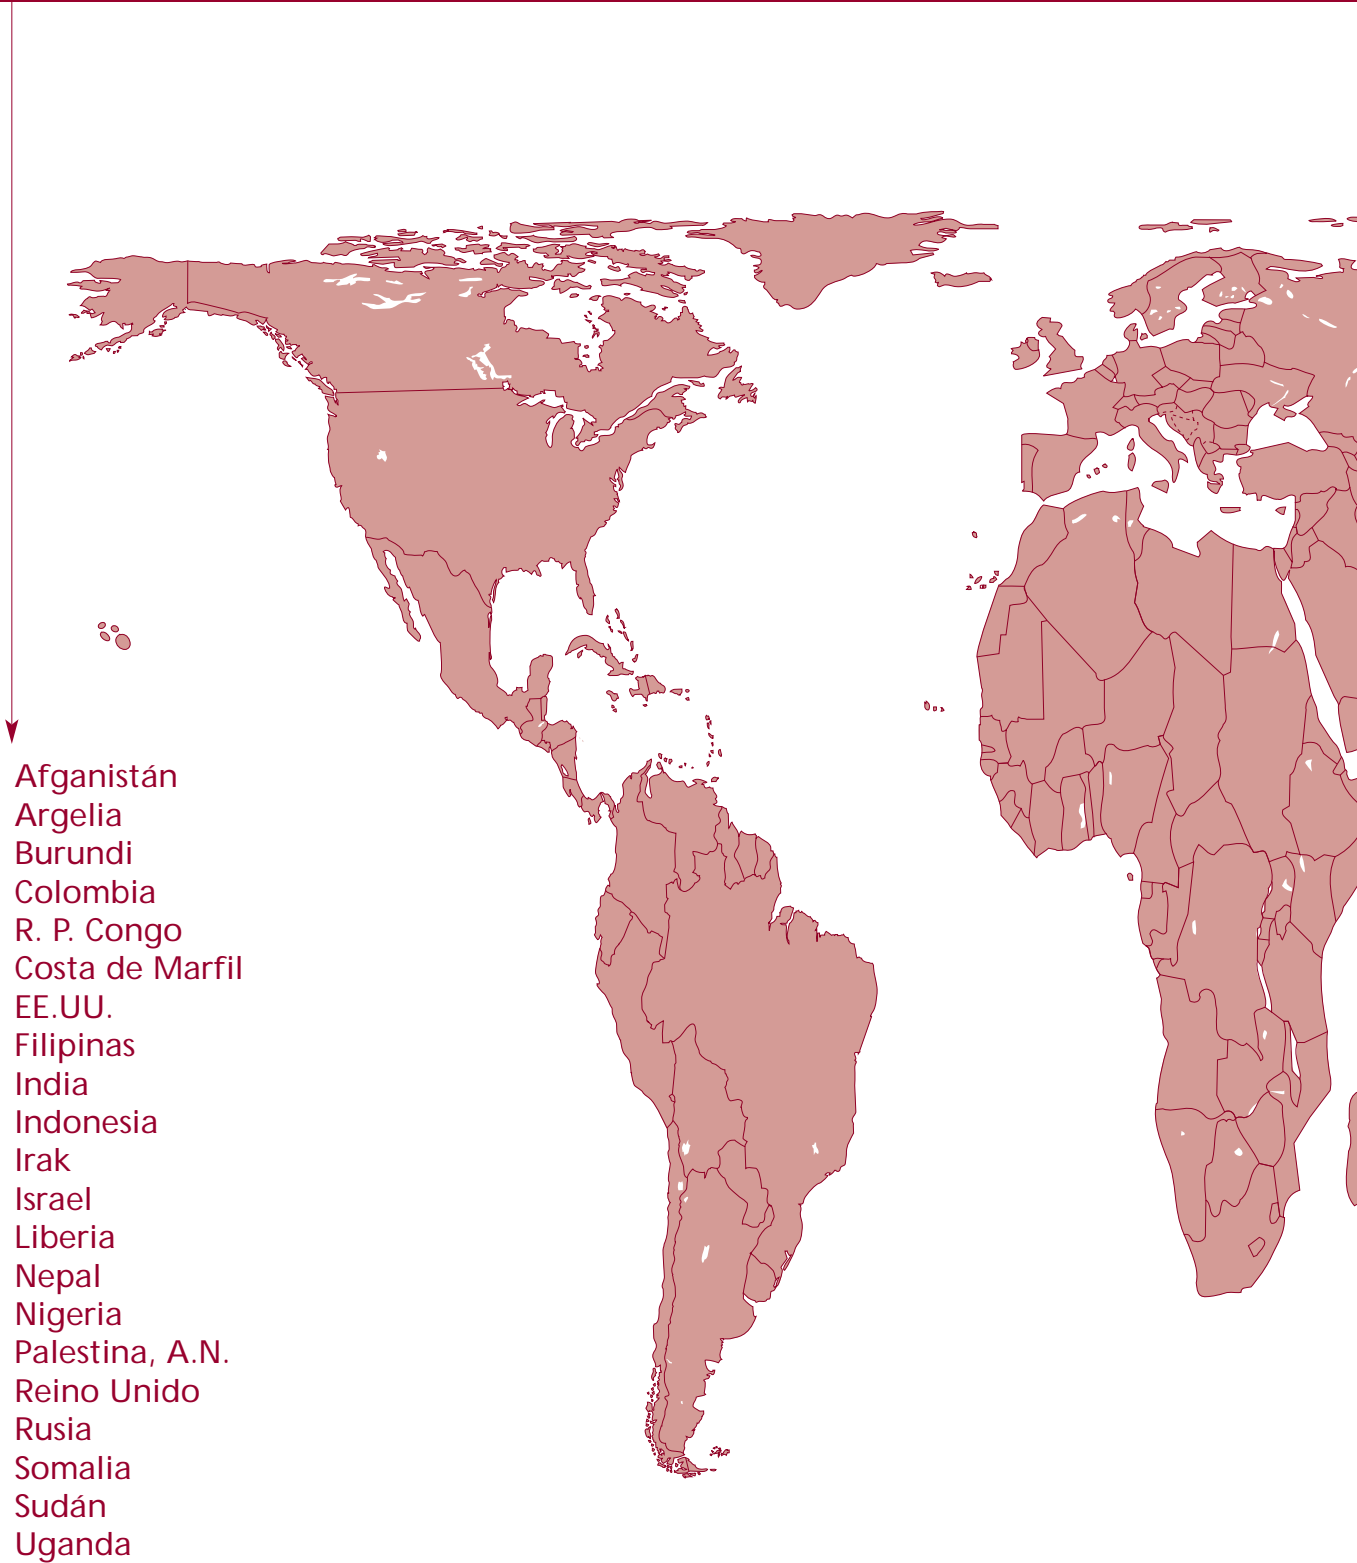 Afganistán
Argelia
Burundi
Colombia
R. P. Congo
Costa de Marfil
EE.UU.
Filipinas
India
Indonesia
Irak
Israel
Liberia
Nepal
Nigeria
Palestina, A.N.
Reino Unido
Rusia
Somalia
Sudán
Uganda